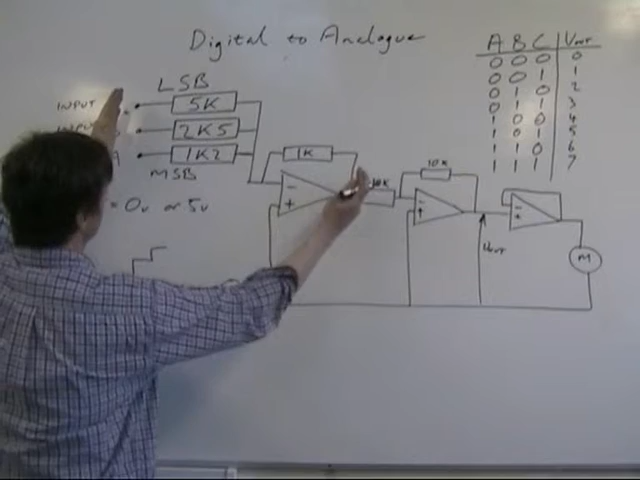 Digital to Analogue
LSB
INPUT
5K
2K5
A
1K2
MSB
= 0v or 5v
1K
10K
10K
-
+
-
+
-
+
Vout
M
A B C Vout
0 0 0 0
0 0 1 1
0 1 0 2
0 1 1 3
1 0 0 4
1 0 1 5
1 1 0 6
1 1 1 7